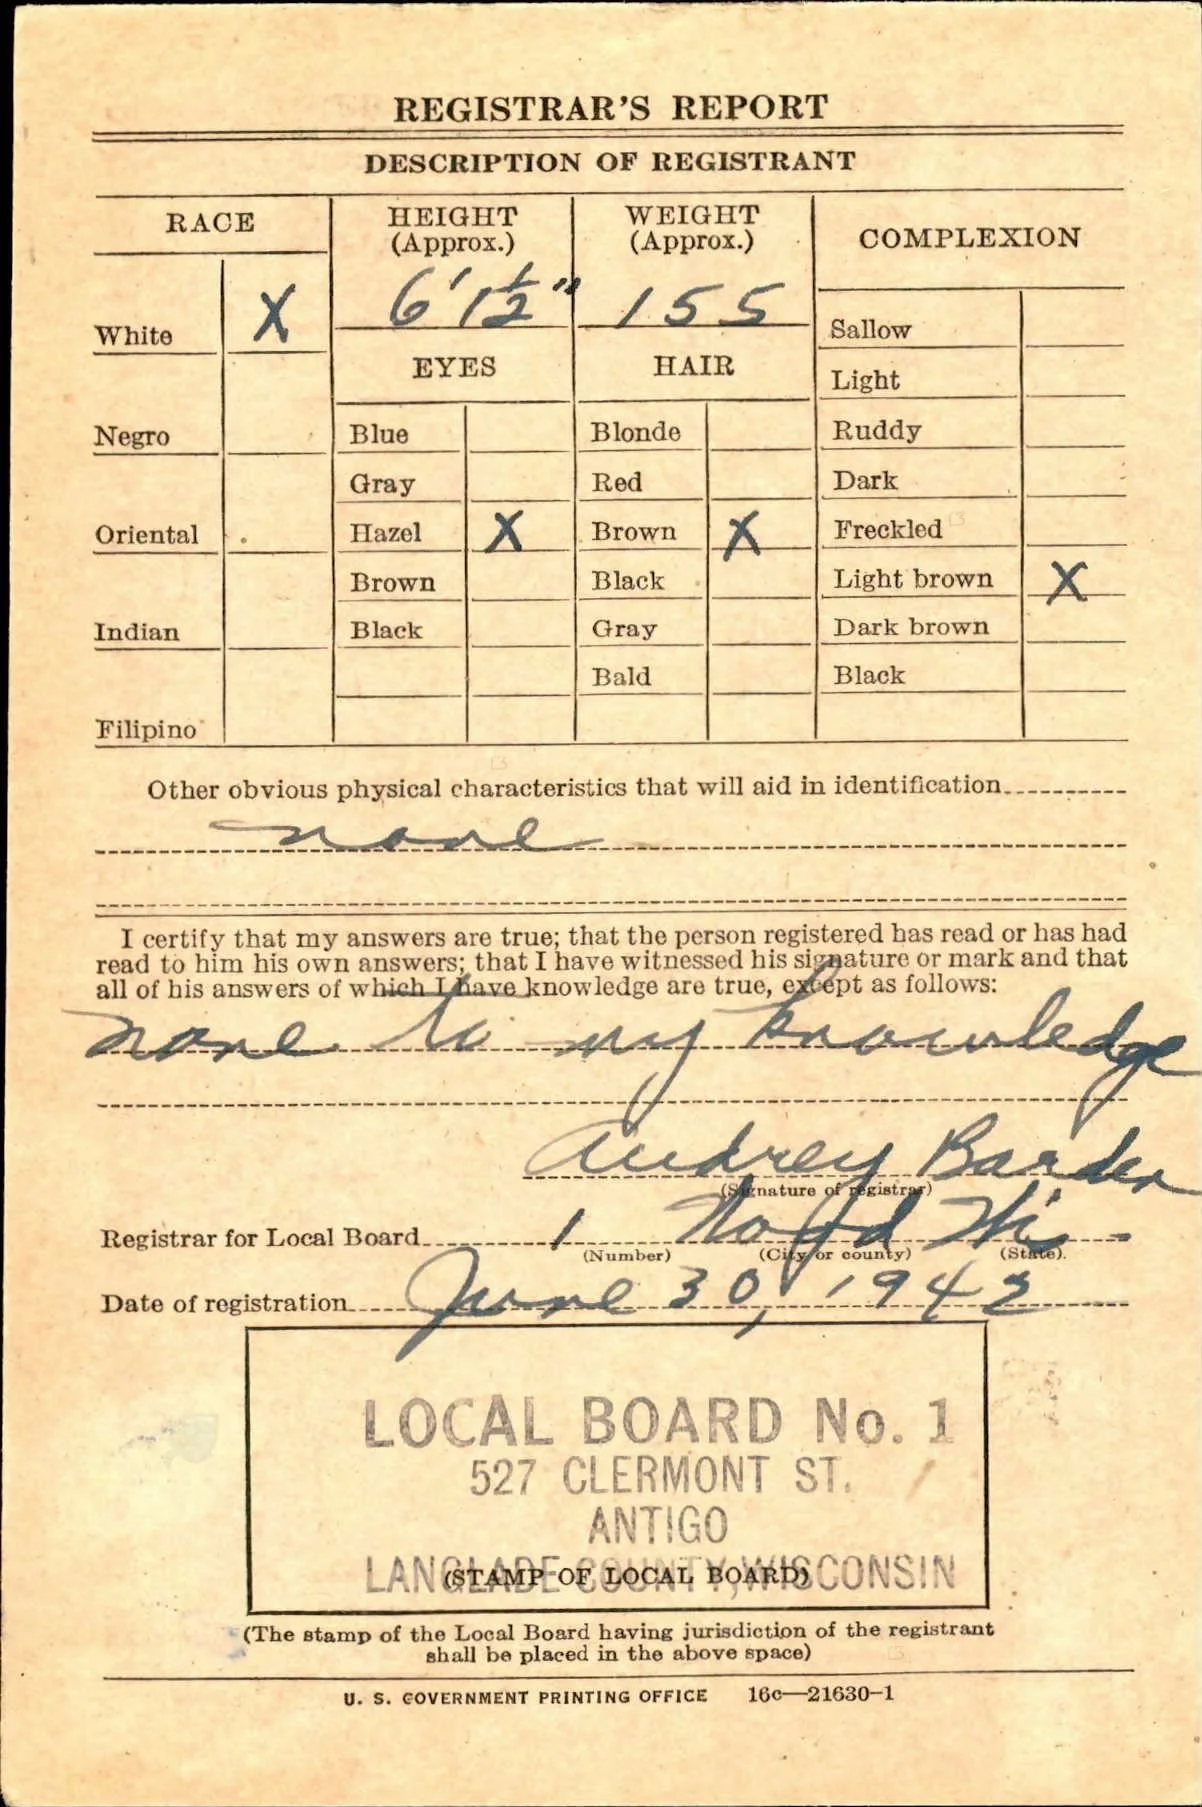 REGISTRAR'S REPORT
DESCRIPTION OF REGISTRANT
RACE
HEIGHT
(Approx.)
WEIGHT
(Approx.)
COMPLEXION
6' 1½"
155
White X
Sallow
EYES
HAIR
Light
Negro
Blue
Blonde
Ruddy
Gray
Red
Dark
Oriental
Hazel X
Brown X
Freckled
Brown
Black
Light brown X
Indian
Black
Gray
Dark brown
Bald
Black
Filipino
Other obvious physical characteristics that will aid in identification
none
I certify that my answers are true; that the person registered has read or has had
read to him his own answers; that I have witnessed his signature or mark and that
all of his answers of which I have knowledge are true, except as follows:
none to my knowledge
Audrey
(Signature of registrar)
Registrar for Local Board 1
(Number) (City or county) (State).
Date of registration June 30, 1942
LOCAL BOARD No. 1
527 CLERMONT ST.
ANTIGO
LANGLADE COUNTY, WISCONSIN
(STAMP OF LOCAL BOARD)
(The stamp of the Local Board having jurisdiction of the registrant
shall be placed in the above space)
U. S. GOVERNMENT PRINTING OFFICE 16c—21630-1